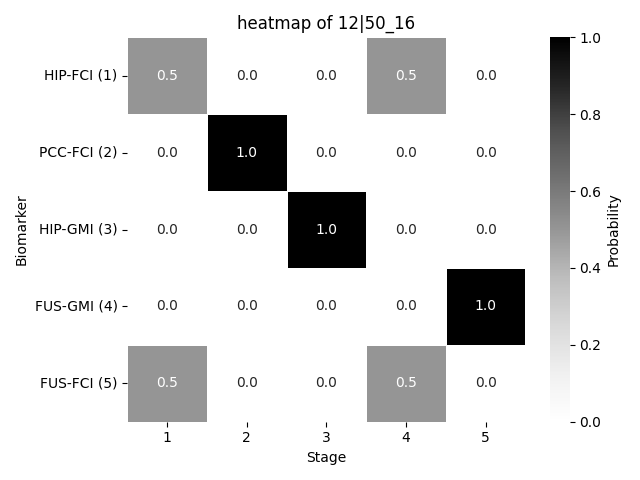 heatmap of 12|50_16
HIP-FCI (1) 0.5 0.0 0.0 0.5 0.0
PCC-FCI (2) 0.0 1.0 0.0 0.0 0.0
HIP-GMI (3) 0.0 0.0 1.0 0.0 0.0
FUS-GMI (4) 0.0 0.0 0.0 0.0 1.0
FUS-FCI (5) 0.5 0.0 0.0 0.5 0.0
1 2 3 4 5
Stage
Biomarker
1.0
0.8
0.6
0.4
0.2
0.0
Probability